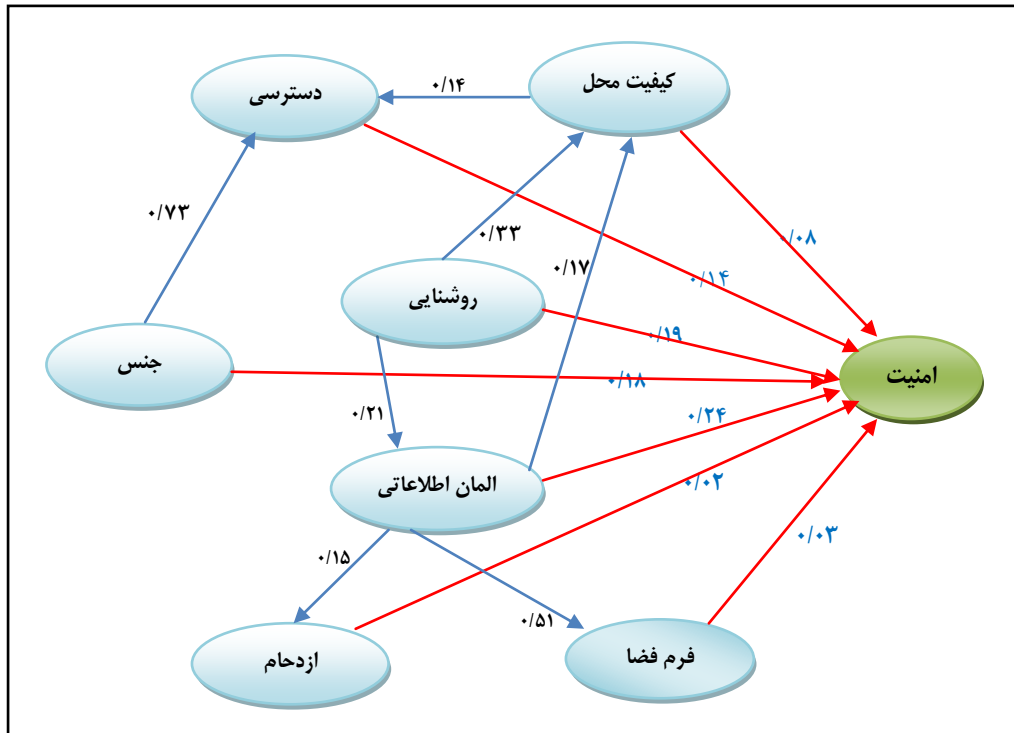 کیفیت محل
دسترسی
۰/۱۴
۰/۷۳
۰/۳۳
۰/۰۸
۰/۱۷
۰/۱۴
روشنایی
۰/۱۹
جنس
امنیت
۰/۱۸
۰/۲۱
۰/۲۴
المان اطلاعاتی
۰/۰۲
۰/۰۳
۰/۱۵
۰/۵۱
ازدحام
فرم فضا